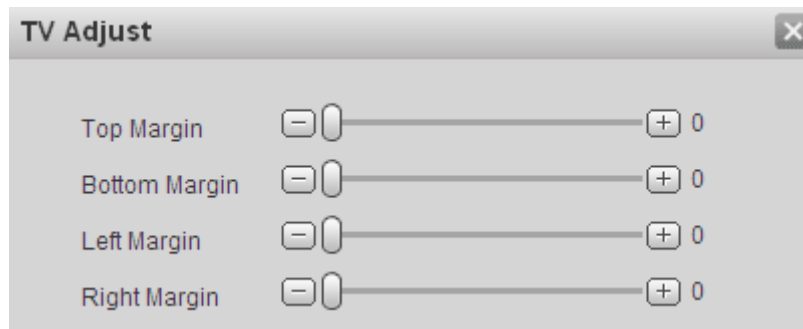 TV Adjust
Top Margin 0
Bottom Margin 0
Left Margin 0
Right Margin 0